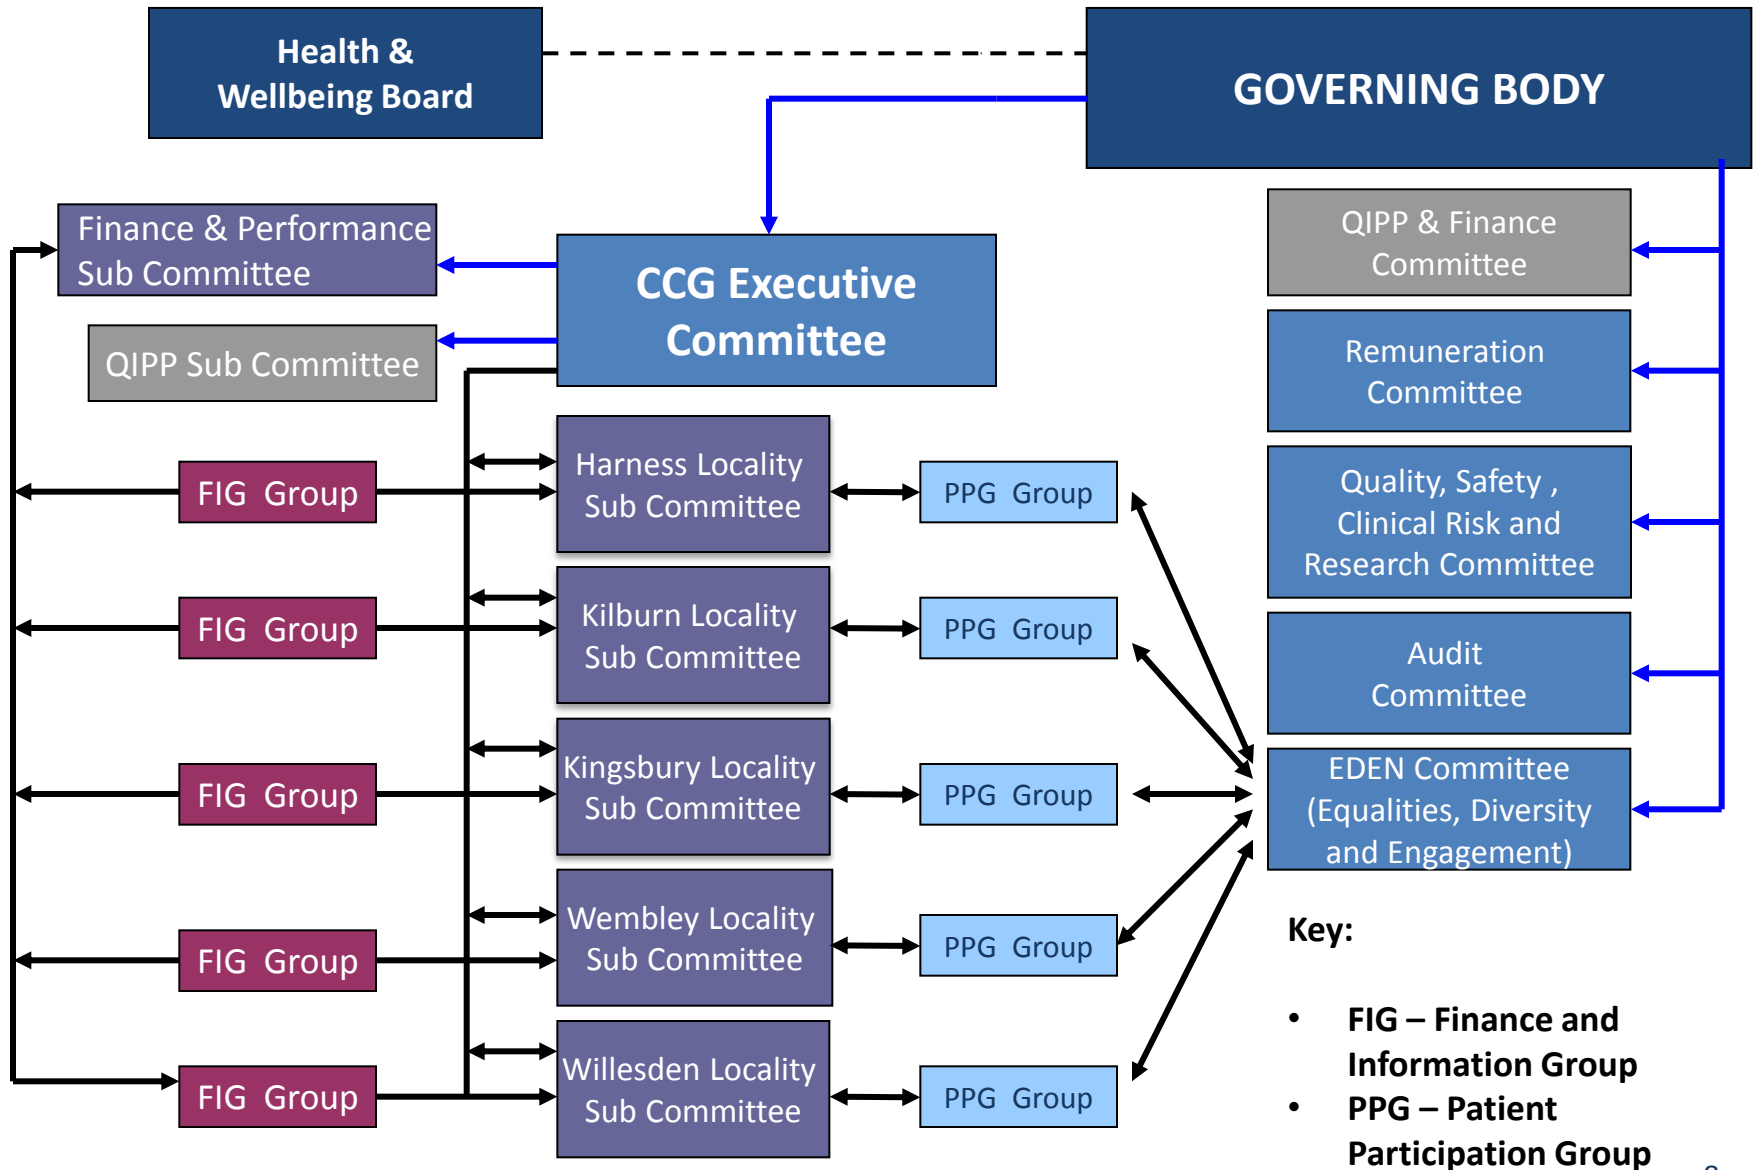 Health &
Wellbeing Board
GOVERNING BODY
Finance & Performance
Sub Committee
CCG Executive
Committee
QIPP & Finance
Committee
QIPP Sub Committee
Remuneration
Committee
FIG Group
Harness Locality
Sub Committee
PPG Group
Quality, Safety ,
Clinical Risk and
Research Committee
FIG Group
Kilburn Locality
Sub Committee
PPG Group
Audit
Committee
FIG Group
Kingsbury Locality
Sub Committee
PPG Group
EDEN Committee
(Equalities, Diversity
and Engagement)
FIG Group
Wembley Locality
Sub Committee
PPG Group
FIG Group
Willesden Locality
Sub Committee
PPG Group
Key:
• FIG – Finance and
Information Group
• PPG – Patient
Participation Group